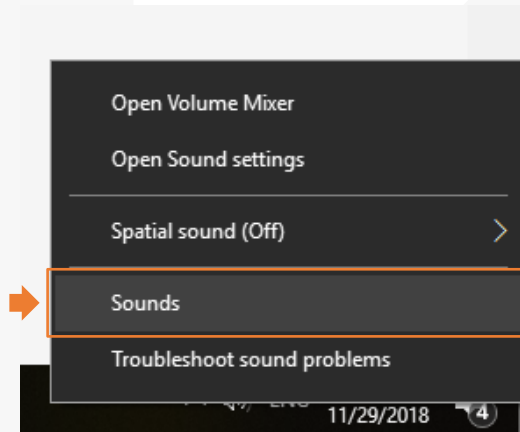 Open Volume Mixer
Open Sound settings
Spatial sound (Off)
Sounds
Troubleshoot sound problems
ENG
11/29/2018
4